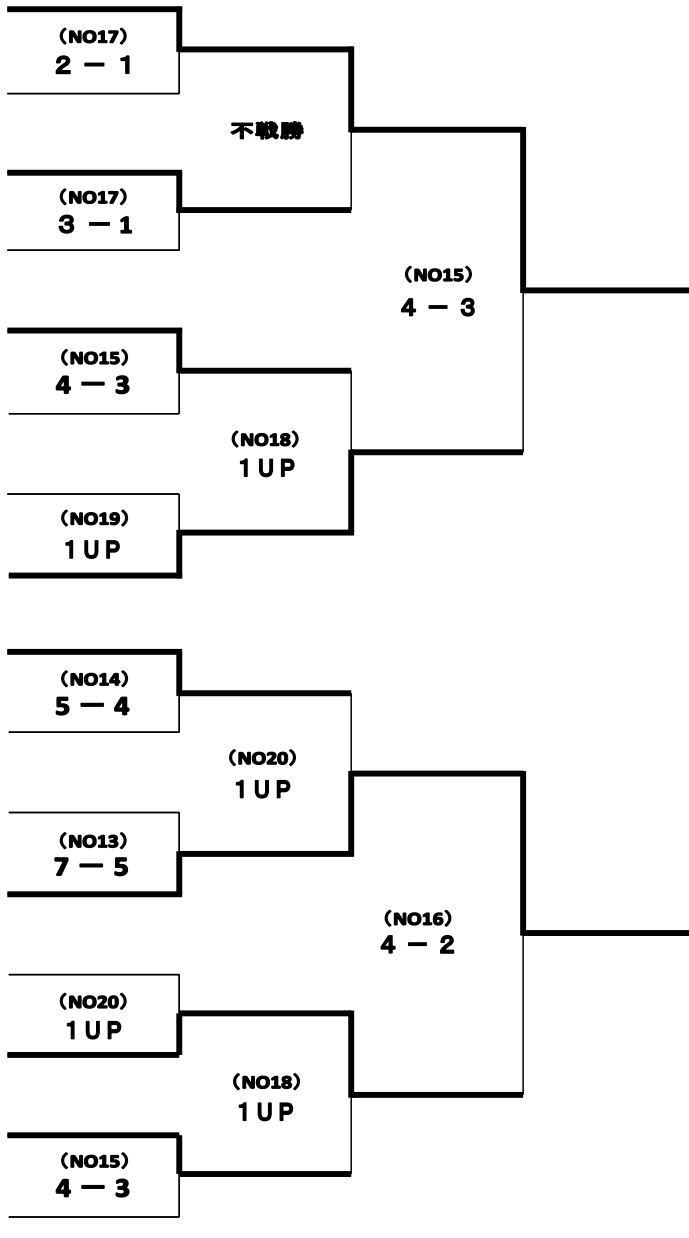 (NO17)
2 － 1
不戦勝
(NO17)
3 － 1
(NO15)
4 － 3
(NO15)
4 － 3
(NO18)
1UP
(NO19)
1UP
(NO14)
5 － 4
(NO20)
1UP
(NO13)
7 － 5
(NO16)
4 － 2
(NO20)
1UP
(NO18)
1UP
(NO15)
4 － 3